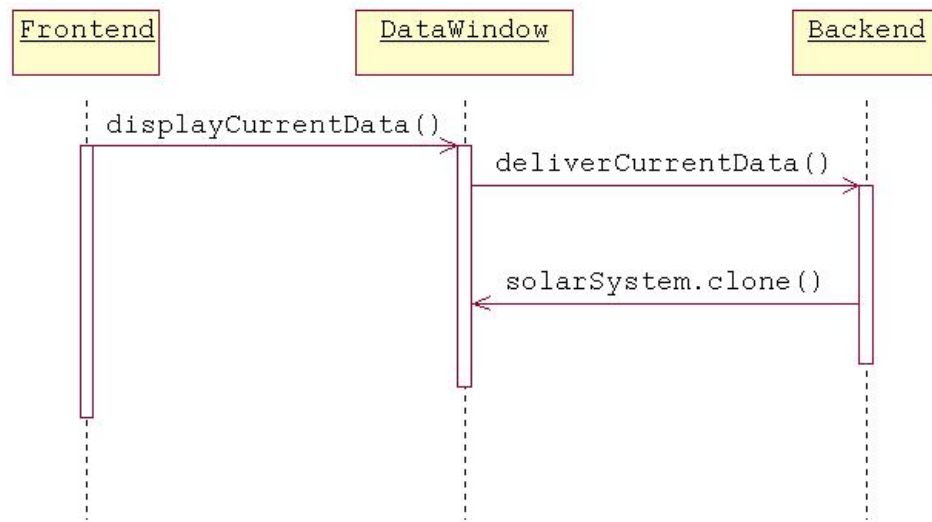 Frontend
DataWindow
Backend
displayCurrentData()
deliverCurrentData()
solarSystem.clone()